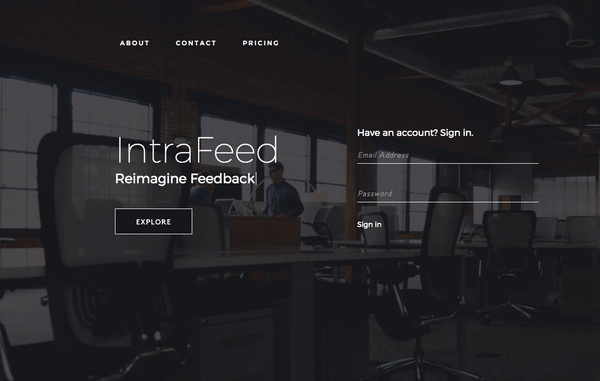 ABOUT CONTACT PRICING
IntraFeed
Reimagine Feedback
EXPLORE
Have an account? Sign in.
Email Address
Password
Sign in